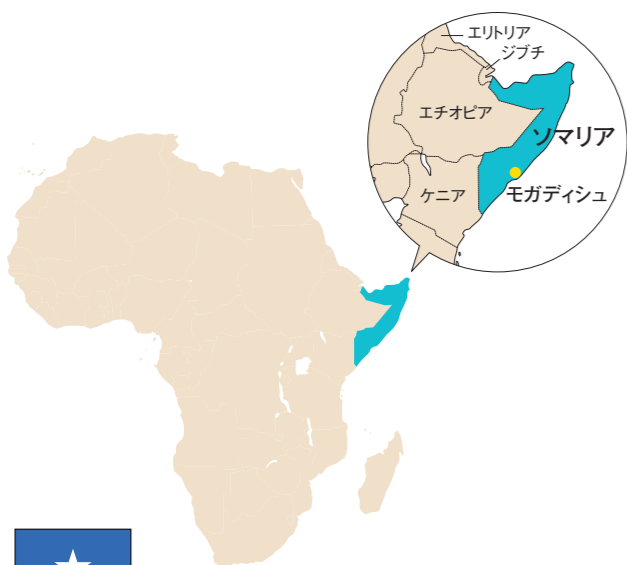 エリトリア
ジブチ
エチオピア
ソマリア
ケニア
モガディシュ